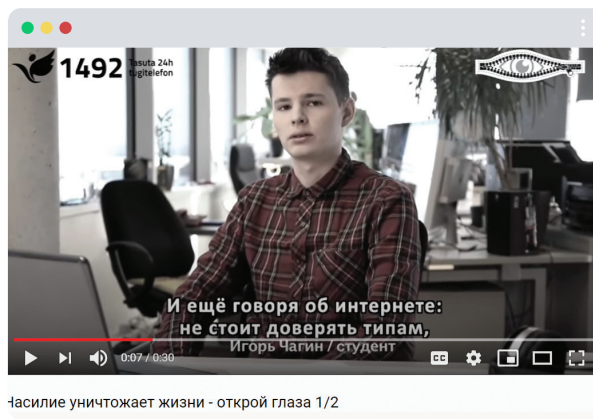 1492
Tasuta 24h
tugitelefon
И ещё говоря об интернете:
не стоит доверять типам,
Игорь Чагин / студент
0:07 / 0:30
CC
Насилие уничтожает жизни - открой глаза 1/2